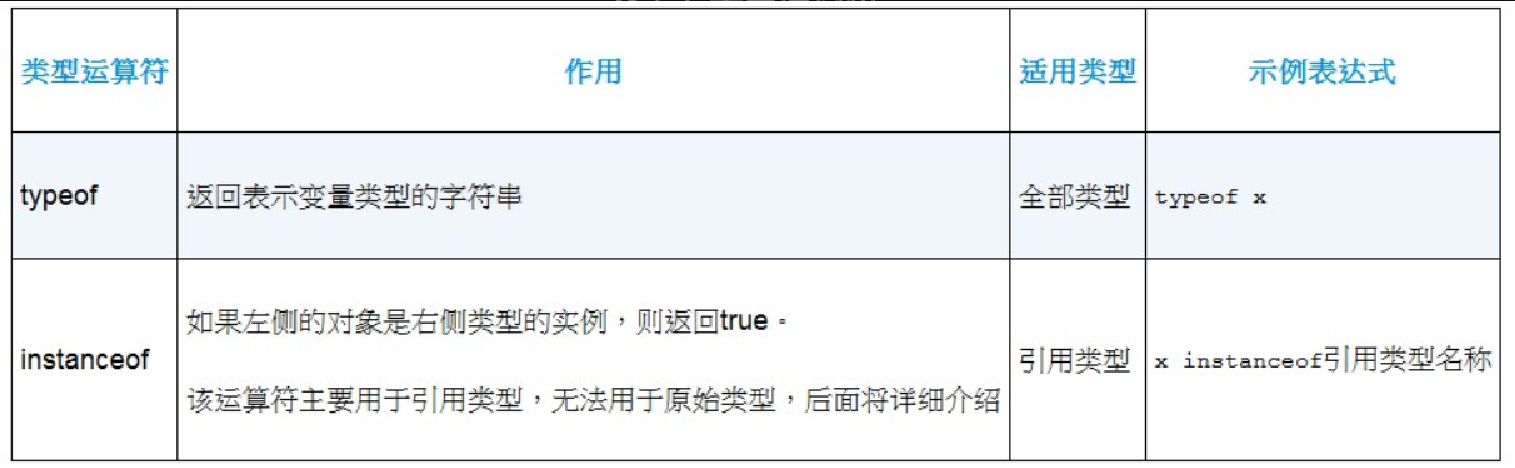 类型运算符 作用 适用类型 示例表达式
typeof 返回表示变量类型的字符串 全部类型 typeof x
如果左侧的对象是右侧类型的实例，则返回true。
instanceof 引用类型 x instanceof引用类型名称
该运算符主要用于引用类型，无法用于原始类型，后面将详细介绍